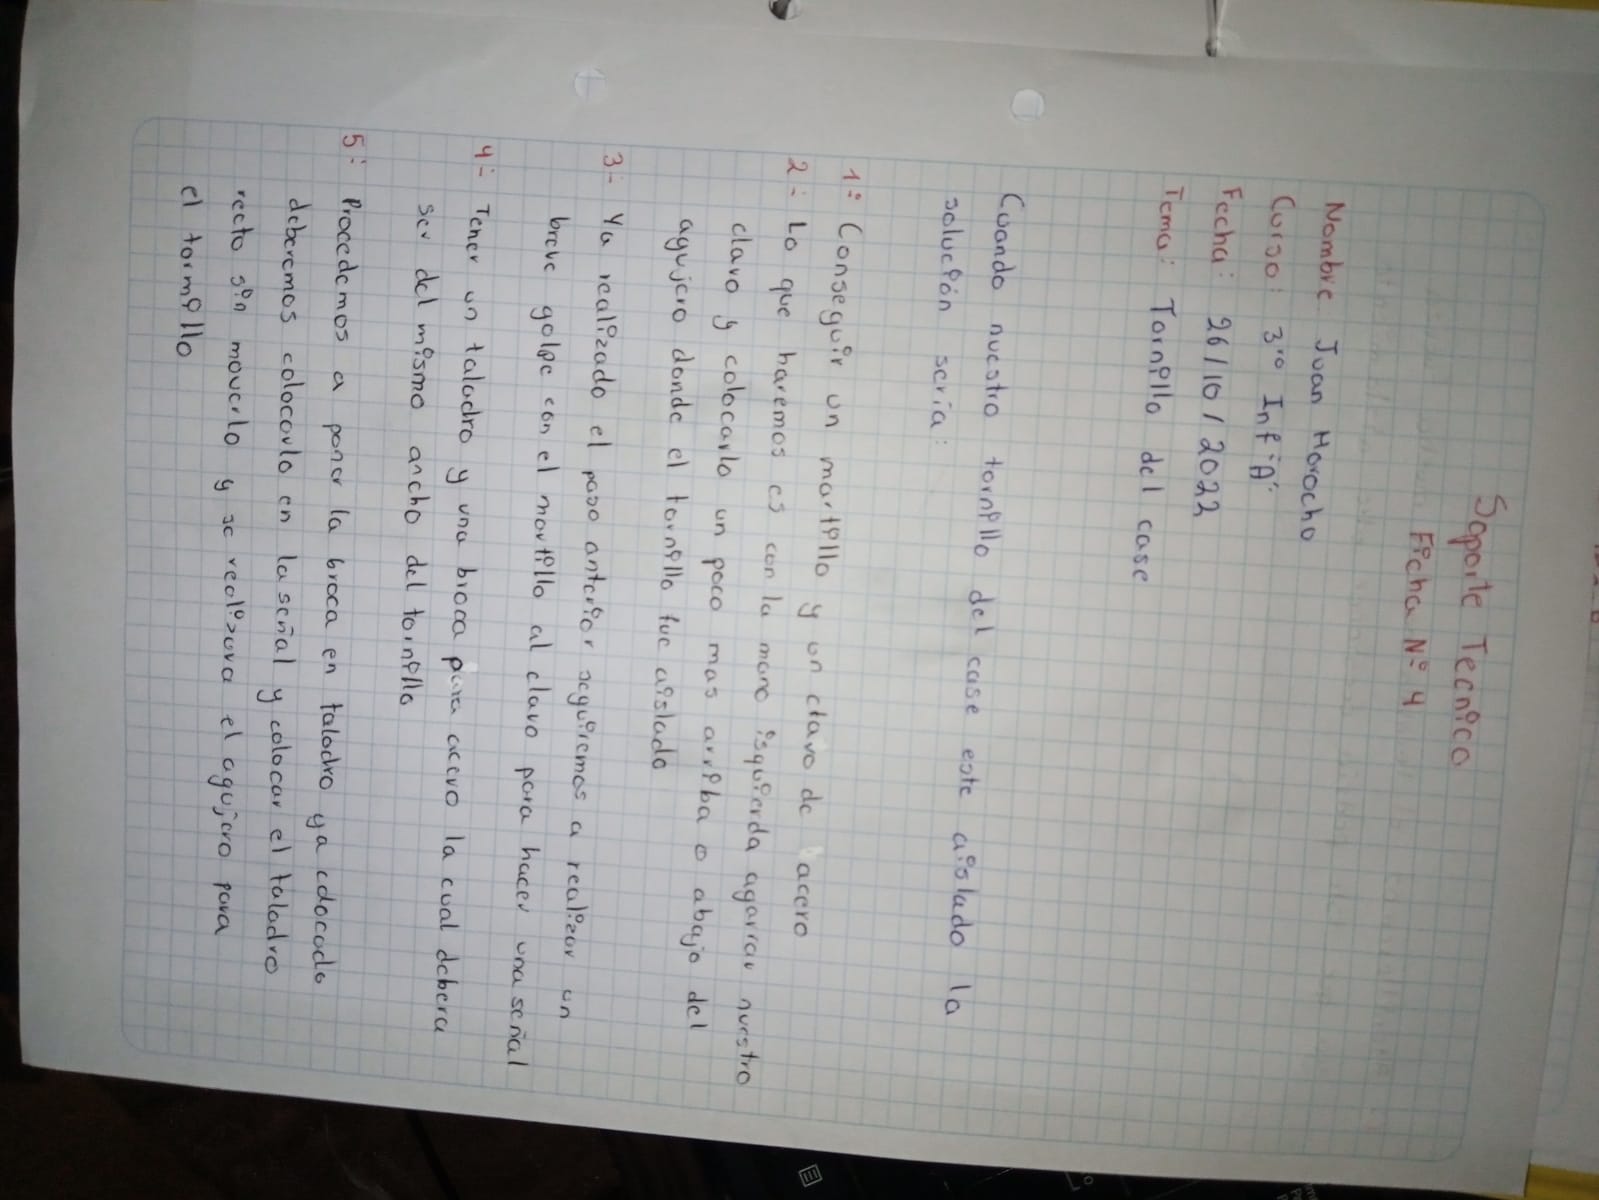 Soporte Tecnico
Ficha Nº 4
Nombre Juan Morocho
Curso: 3ro Inf "A"
Fecha: 26/10/2022
Tema: Tornillo del case
Cuando nuestro tornillo del case este aislado la
solución seria:
1- Conseguir un martillo y un clavo de acero
2- Lo que haremos es con la mano isquierda agarrar nuestro
clavo y colocarlo un poco mas arriba o abajo del
agujero donde el tornillo fue aislado
3- Ya realizado el paso anterior seguiremos a realizar un
breve golpe con el martillo al clavo para hacer una señal
4- Tener un taladro y una broca para acero la cual debera
ser del mismo ancho del tornillo
5- Procedemos a poner la broca en taladro ya colocado
deberemos colocarlo en la señal y colocar el taladro
recto sin moverlo y se realisara el agujero para
el tormillo